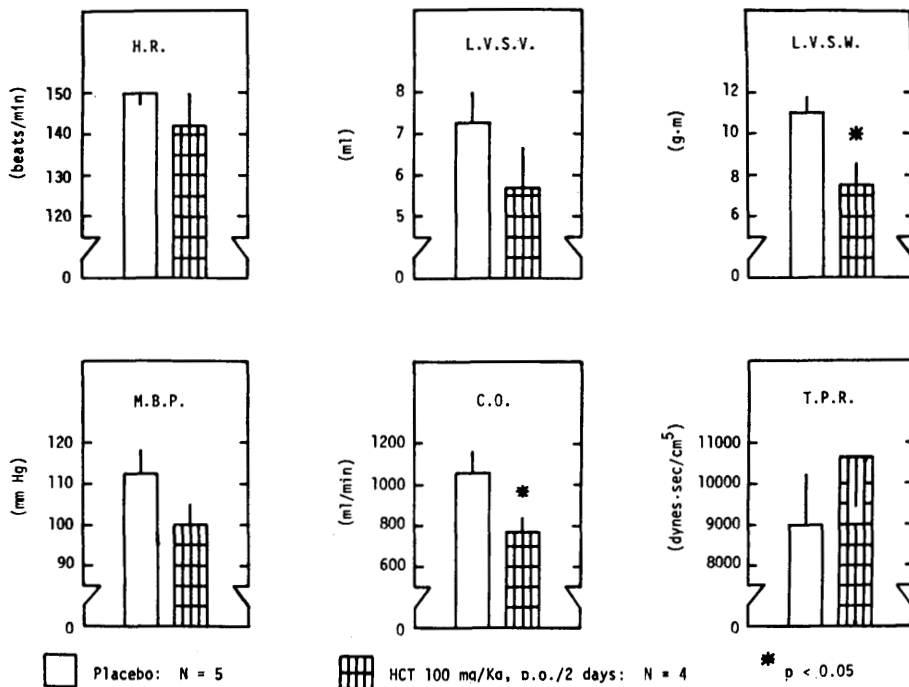 H.R.
(beats/min)
150
140
130
120
0
L.V.S.V.
(ml)
8
7
6
5
0
L.V.S.W.
(g·m)
12
10
8
6
0
*
M.B.P.
(mm Hg)
120
110
100
90
0
C.O.
(ml/min)
1200
1000
800
600
0
*
T.P.R.
(dynes·sec/cm⁵)
11000
10000
9000
8000
0
Placebo: N = 5
HCT 100 mg/Kg, p.o./2 days: N = 4
* p < 0.05